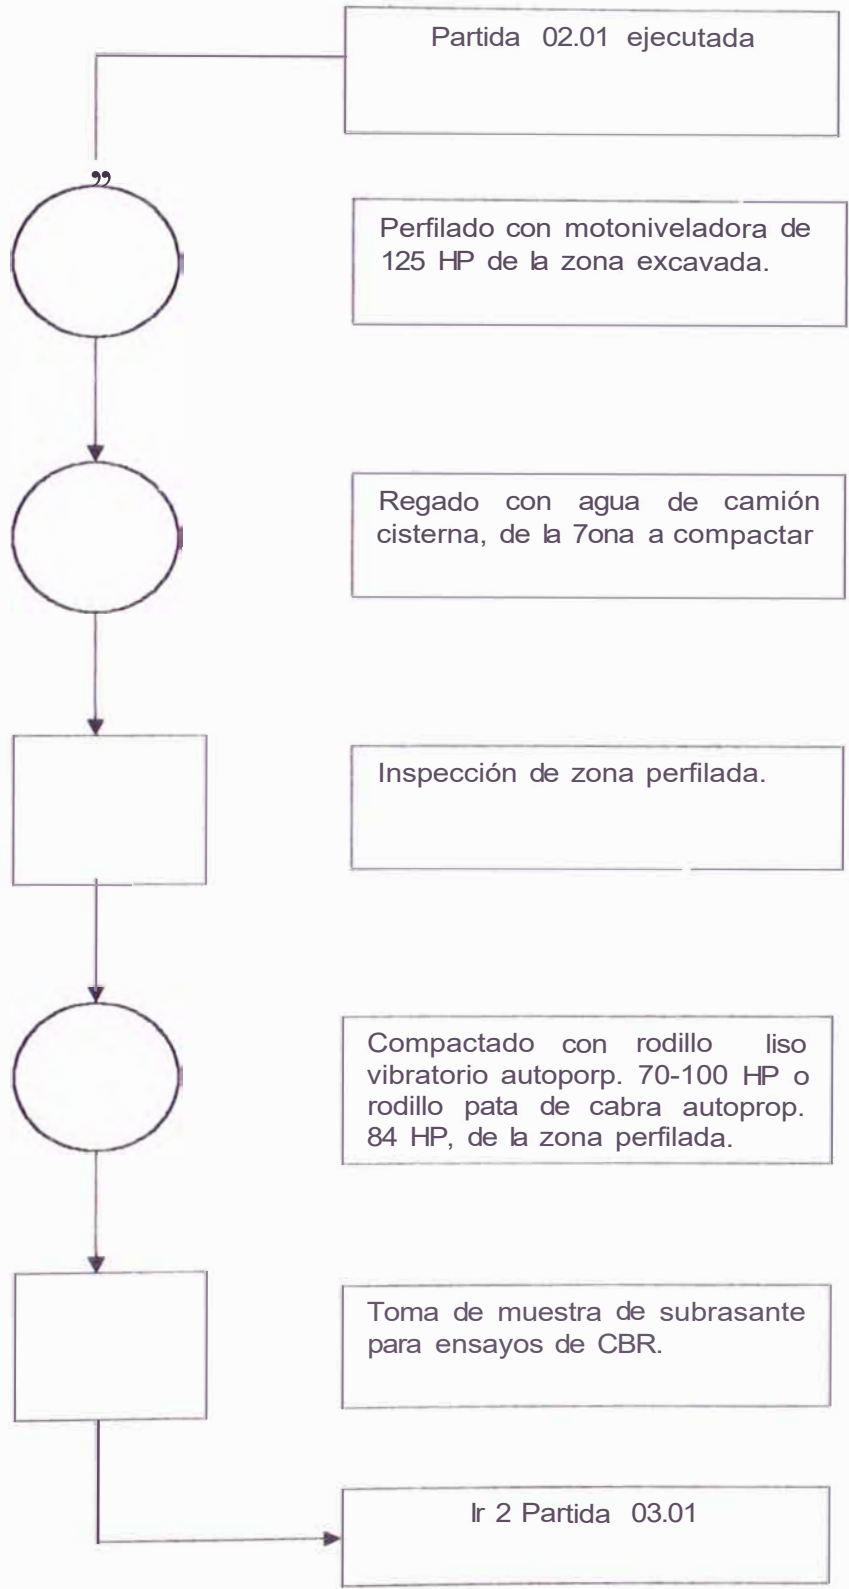 Partida 02.01 ejecutada
”
Perfilado con motoniveladora de
125 HP de la zona excavada.
Regado con agua de camión
cisterna, de la 7ona a compactar
Inspección de zona perfilada.
Compactado con rodillo liso
vibratorio autoporp. 70-100 HP o
rodillo pata de cabra autoprop.
84 HP, de la zona perfilada.
Toma de muestra de subrasante
para ensayos de CBR.
Ir 2 Partida 03.01